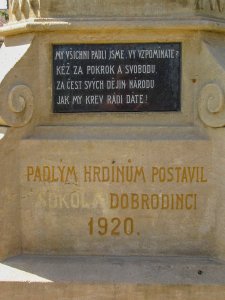 MY VŠICHNI PADLI JSME, VY VZPOMÍNÁTE?
KÉŽ ZA POKROK A SVOBODU,
ZA ČEST SVÝCH DĚJIN NÁRODU
JAK MY KREV RÁDI DÁTE!
PADLÝM HRDINŮM POSTAVIL
SOKOL A DOBRODINCI
1920.